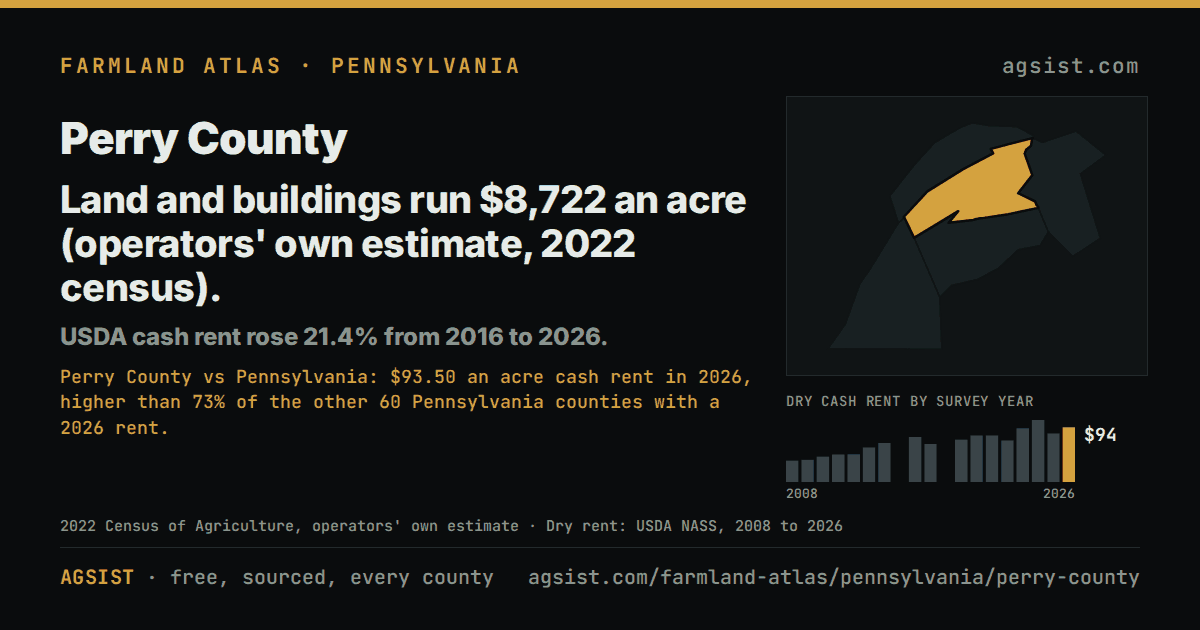 FARMLAND ATLAS · PENNSYLVANIA
agsist.com
Perry County
Land and buildings run $8,722 an acre
(operators' own estimate, 2022
census).
USDA cash rent rose 21.4% from 2016 to 2026.
Perry County vs Pennsylvania: $93.50 an acre cash rent in 2026,
higher than 73% of the other 60 Pennsylvania counties with a
2026 rent.
DRY CASH RENT BY SURVEY YEAR
$94
2008 2026
2022 Census of Agriculture, operators' own estimate · Dry rent: USDA NASS, 2008 to 2026
AGSIST · free, sourced, every county
agsist.com/farmland-atlas/pennsylvania/perry-county